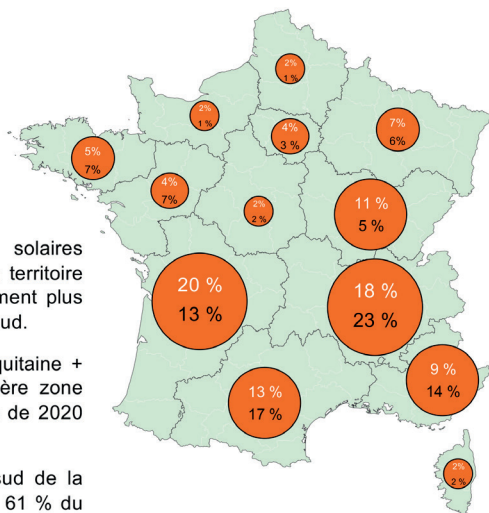 2%
1 %
2%
1 %
4%
3 %
7%
6%
5%
7%
4%
7%
2%
2 %
11 %
5 %
solaires
territoire
ment plus
ud.
20 %
13 %
18 %
23 %
quitaine +
ère zone
de 2020
9 %
14 %
13 %
17 %
sud de la
61 % du
2%
2 %